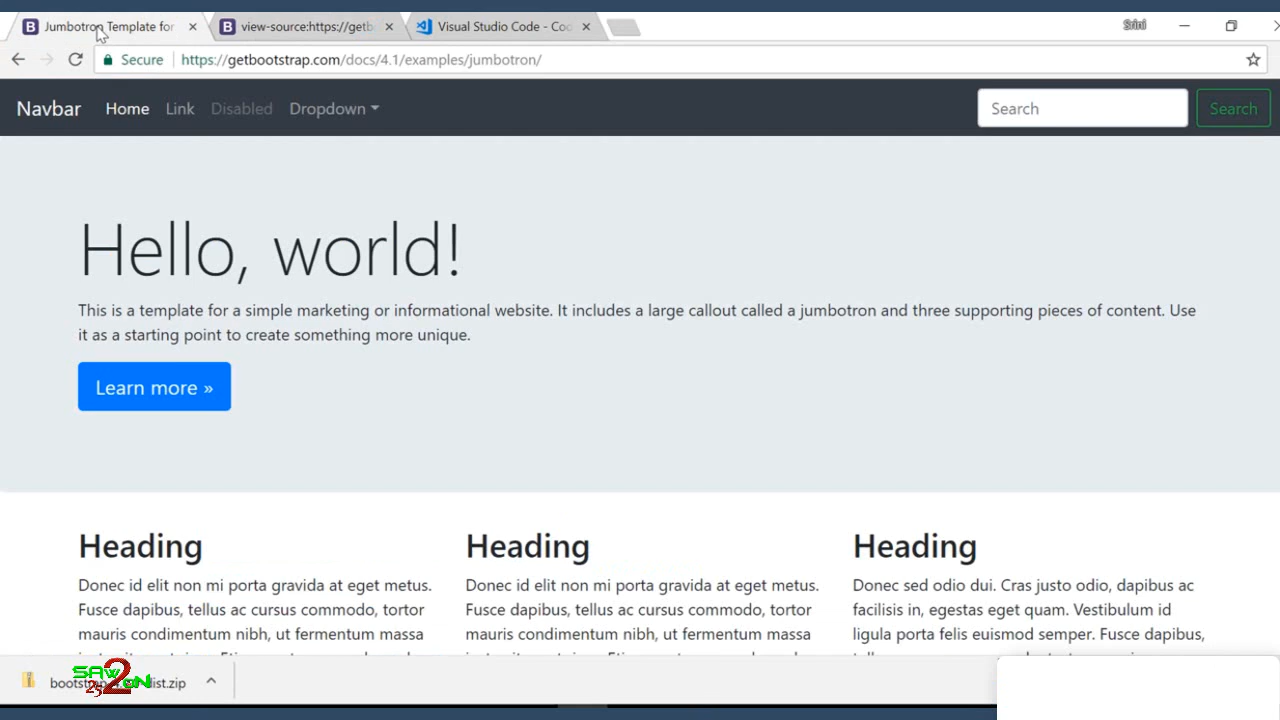 Jumbotron Template for
view-source:https://getb
Visual Studio Code - Cod
Srini
Secure
https://getbootstrap.com/docs/4.1/examples/jumbotron/
Navbar
Home
Link
Disabled
Dropdown
Search
Search
Hello, world!
This is a template for a simple marketing or informational website. It includes a large callout called a jumbotron and three supporting pieces of content. Use
it as a starting point to create something more unique.
Learn more »
Heading
Donec id elit non mi porta gravida at eget metus.
Fusce dapibus, tellus ac cursus commodo, tortor
mauris condimentum nibh, ut fermentum massa
Heading
Donec id elit non mi porta gravida at eget metus.
Fusce dapibus, tellus ac cursus commodo, tortor
mauris condimentum nibh, ut fermentum massa
Heading
Donec sed odio dui. Cras justo odio, dapibus ac
facilisis in, egestas eget quam. Vestibulum id
ligula porta felis euismod semper. Fusce dapibus,